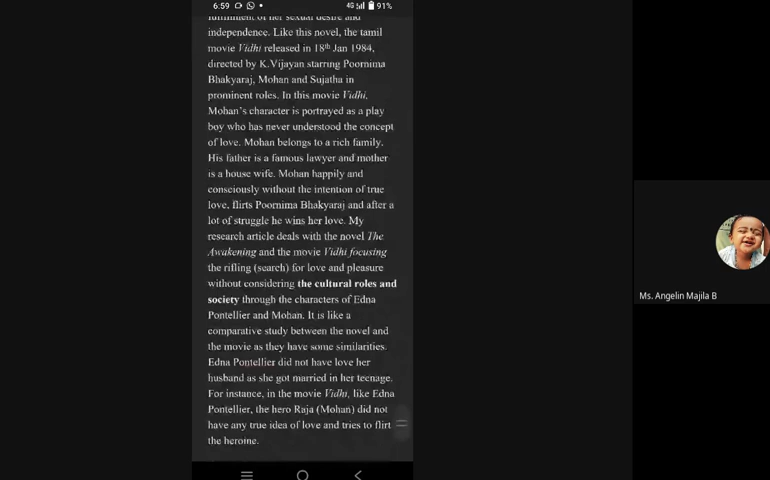 6:59
4G
91%
fulfillment of her sexual desire and
independence. Like this novel, the tamil
movie Vidhi released in 18th Jan 1984,
directed by K.Vijayan starring Poornima
Bhakyaraj, Mohan and Sujatha in
prominent roles. In this movie Vidhi,
Mohan's character is portrayed as a play
boy who has never understood the concept
of love. Mohan belongs to a rich family.
His father is a famous lawyer and mother
is a house wife. Mohan happily and
consciously without the intention of true
love, flirts Poornima Bhakyaraj and after a
lot of struggle he wins her love. My
research article deals with the novel The
Awakening and the movie Vidhi focusing
the rifling (search) for love and pleasure
without considering the cultural roles and
society through the characters of Edna
Pontellier and Mohan. It is like a
comparative study between the novel and
the movie as they have some similarities.
Edna Pontellier did not have love her
husband as she got married in her teenage.
For instance, in the movie Vidhi, like Edna
Pontellier, the hero Raja (Mohan) did not
have any true idea of love and tries to flirt
the heroine.
Ms. Angelin Majila B